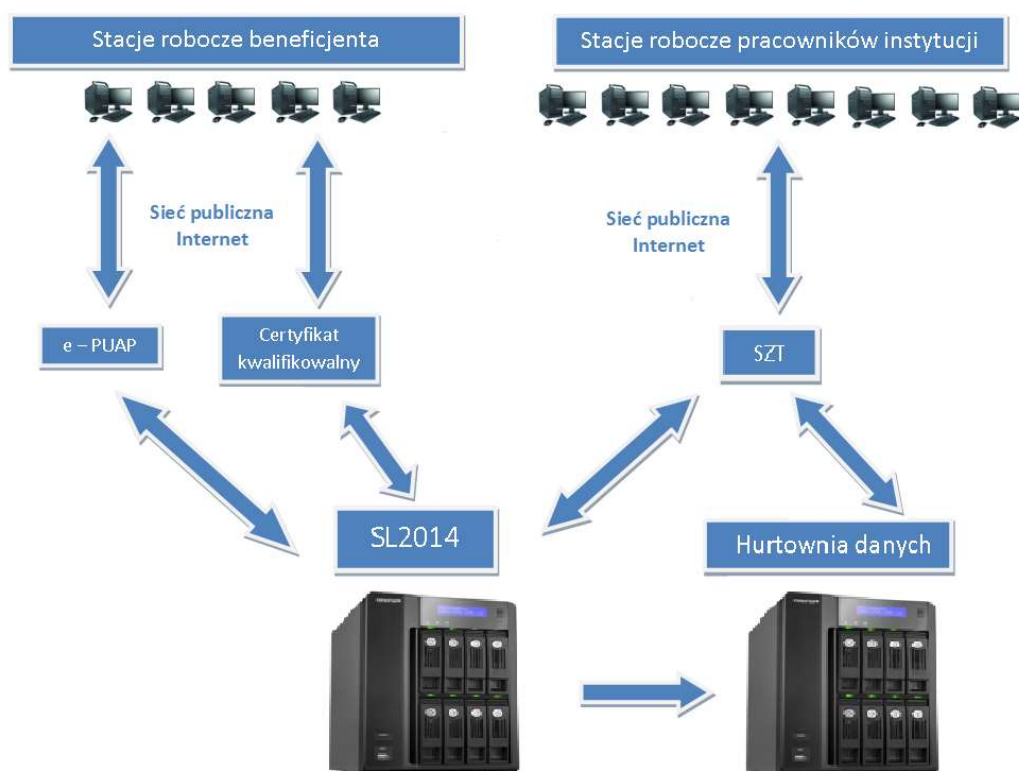 Stacje robocze beneficjenta
Stacje robocze pracowników instytucji
Sieć publiczna
Internet
Sieć publiczna
Internet
e – PUAP
Certyfikat
kwalifikowalny
SZT
SL2014
Hurtownia danych